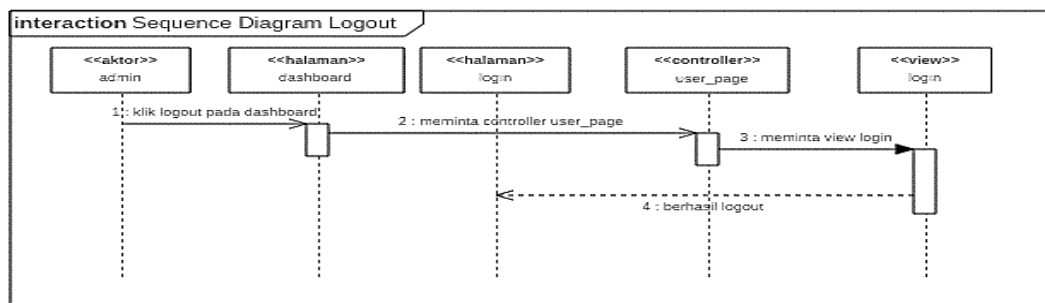 interaction Sequence Diagram Logout
<<aktor>>
admin
<<halaman>>
dashboard
<<halaman>>
login
<<controller>>
user_page
<<view>>
login
1 : klik logout pada dashboard
2 : meminta controller user_page
3 : meminta view login
4 : berhasil logout